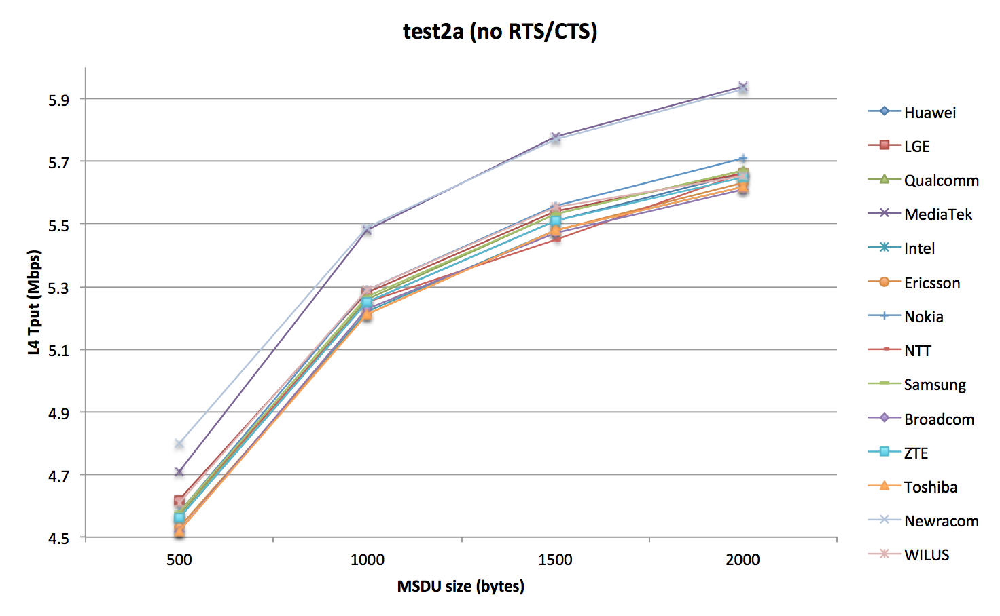 test2a (no RTS/CTS)
L4 Tput (Mbps)
5.9
5.7
5.5
5.3
5.1
4.9
4.7
4.5
500 1000 1500 2000
MSDU size (bytes)
Huawei
LGE
Qualcomm
MediaTek
Intel
Ericsson
Nokia
NTT
Samsung
Broadcom
ZTE
Toshiba
Newracom
WILUS